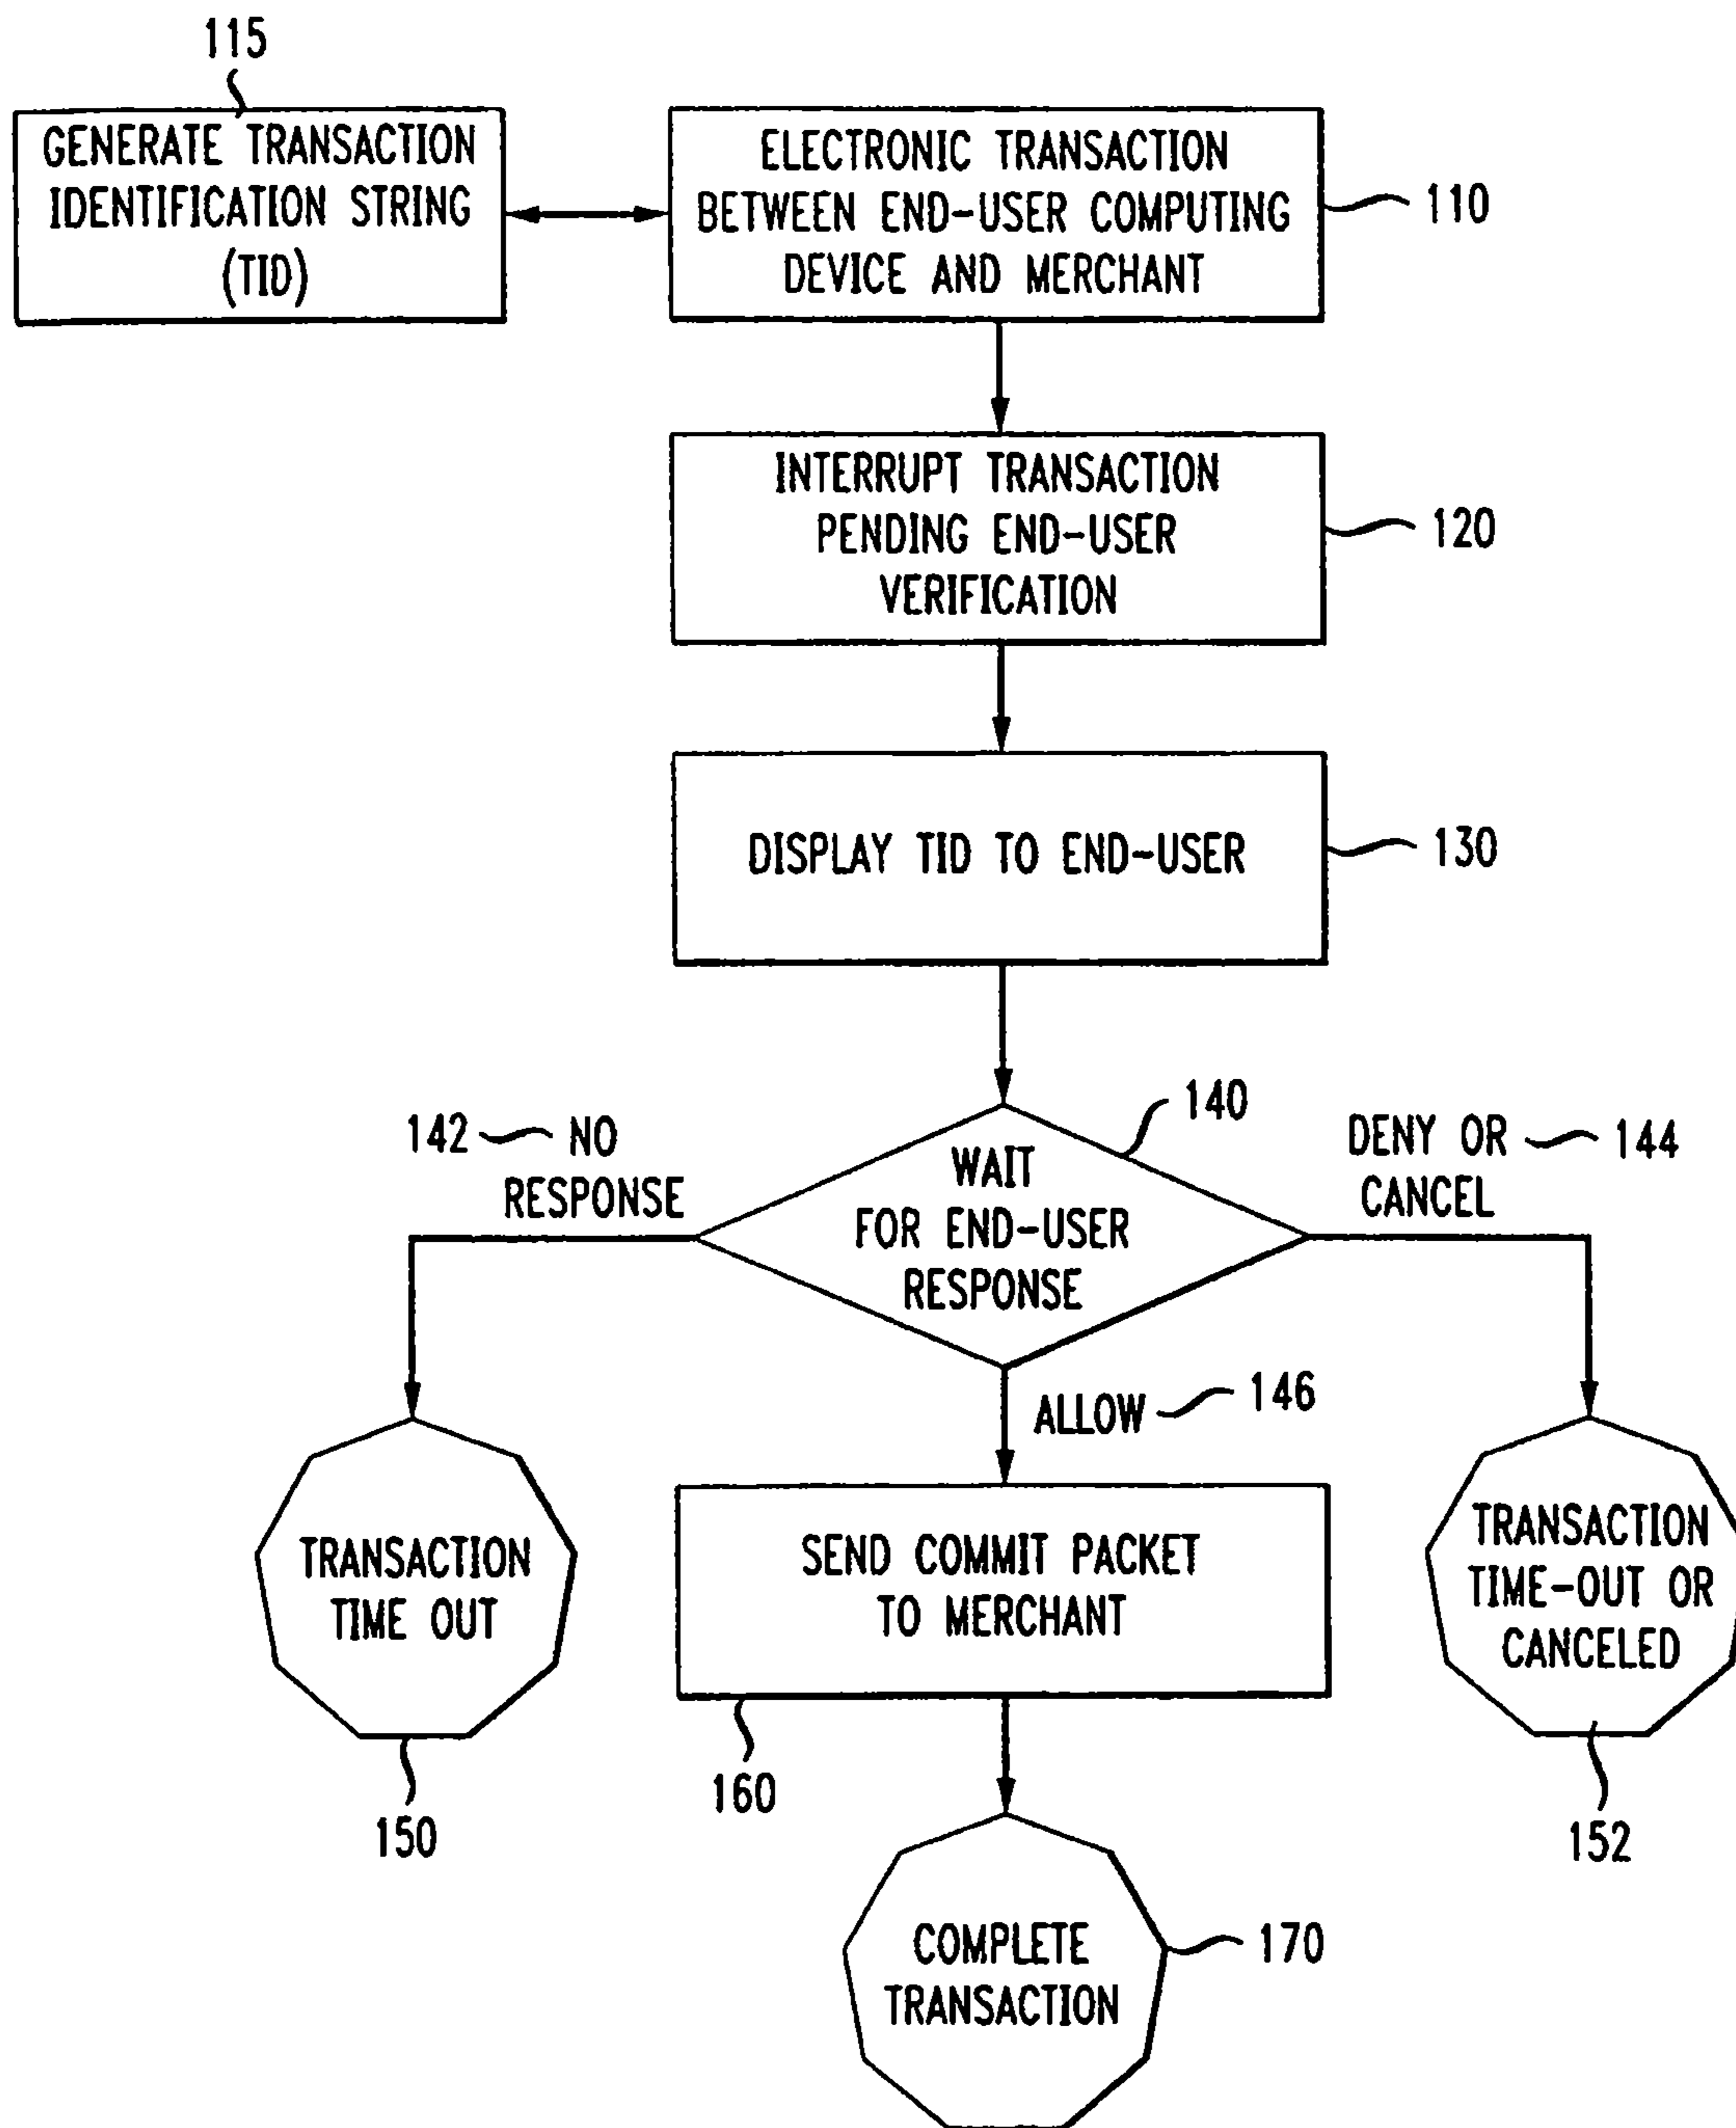 115
GENERATE TRANSACTION
IDENTIFICATION STRING
(TID)
ELECTRONIC TRANSACTION
BETWEEN END-USER COMPUTING
DEVICE AND MERCHANT
110
INTERRUPT TRANSACTION
PENDING END-USER
VERIFICATION
120
DISPLAY TID TO END-USER
130
140
WAIT
FOR END-USER
RESPONSE
142 NO
RESPONSE
DENY OR 144
CANCEL
ALLOW 146
TRANSACTION
TIME OUT
150
SEND COMMIT PACKET
TO MERCHANT
160
TRANSACTION
TIME-OUT OR
CANCELED
152
COMPLETE
TRANSACTION
170